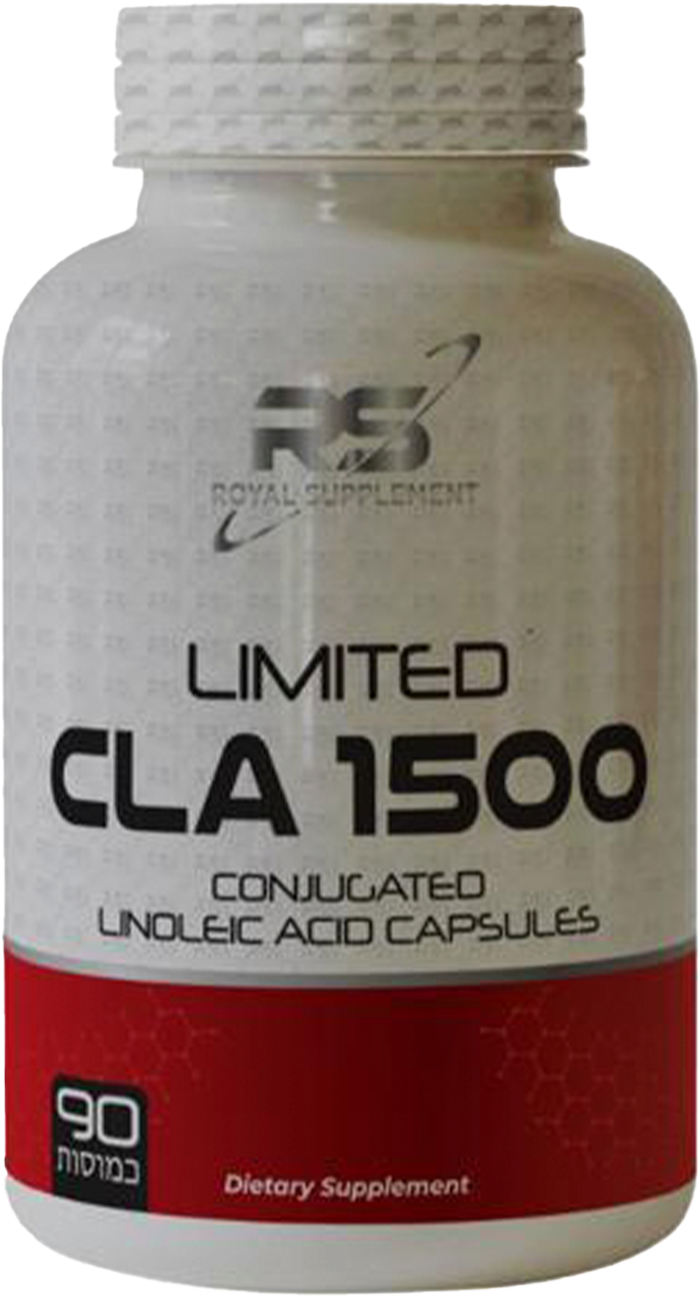 RS
ROYAL SUPPLEMENT
LIMITED
CLA 1500
CONJUGATED
LINOLEIC ACID CAPSULES
90
כמוסות
Dietary Supplement